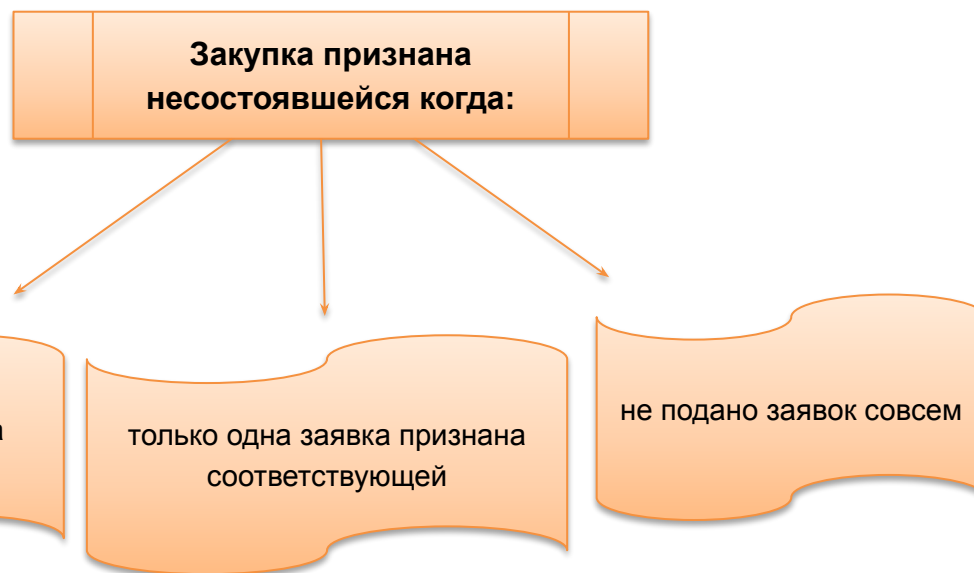 Закупка признана
несостоявшейся когда:
не подано заявок совсем
только одна заявка признана
соответствующей